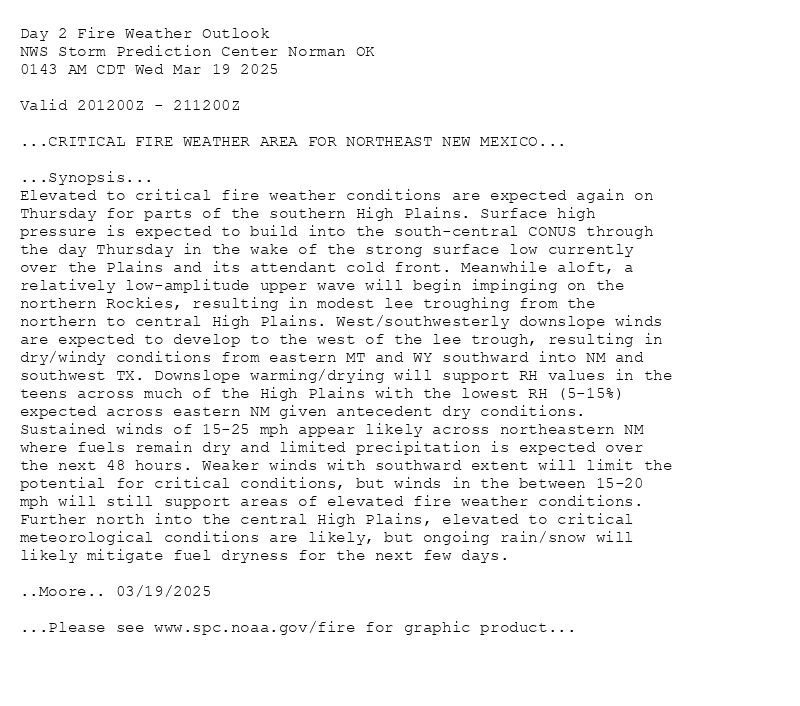 Day 2 Fire Weather Outlook
NWS Storm Prediction Center Norman OK
0143 AM CDT Wed Mar 19 2025
Valid 201200Z - 211200Z
...CRITICAL FIRE WEATHER AREA FOR NORTHEAST NEW MEXICO...
...Synopsis...
Elevated to critical fire weather conditions are expected again on
Thursday for parts of the southern High Plains. Surface high
pressure is expected to build into the south-central CONUS through
the day Thursday in the wake of the strong surface low currently
over the Plains and its attendant cold front. Meanwhile aloft, a
relatively low-amplitude upper wave will begin impinging on the
northern Rockies, resulting in modest lee troughing from the
northern to central High Plains. West/southwesterly downslope winds
are expected to develop to the west of the lee trough, resulting in
dry/windy conditions from eastern MT and WY southward into NM and
southwest TX. Downslope warming/drying will support RH values in the
teens across much of the High Plains with the lowest RH (5-15%)
expected across eastern NM given antecedent dry conditions.
Sustained winds of 15-25 mph appear likely across northeastern NM
where fuels remain dry and limited precipitation is expected over
the next 48 hours. Weaker winds with southward extent will limit the
potential for critical conditions, but winds in the between 15-20
mph will still support areas of elevated fire weather conditions.
Further north into the central High Plains, elevated to critical
meteorological conditions are likely, but ongoing rain/snow will
likely mitigate fuel dryness for the next few days.
..Moore.. 03/19/2025
...Please see www.spc.noaa.gov/fire for graphic product...